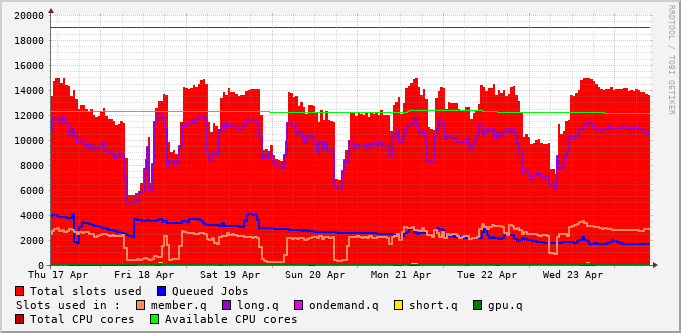 20000
18000
16000
14000
12000
10000
8000
6000
4000
2000
0
Thu 17 Apr Fri 18 Apr Sat 19 Apr Sun 20 Apr Mon 21 Apr Tue 22 Apr Wed 23 Apr
Total slots used Queued Jobs
Slots used in : member.q long.q ondemand.q short.q gpu.q
Total CPU cores Available CPU cores
RRDTOOL / TOBI OETIKER